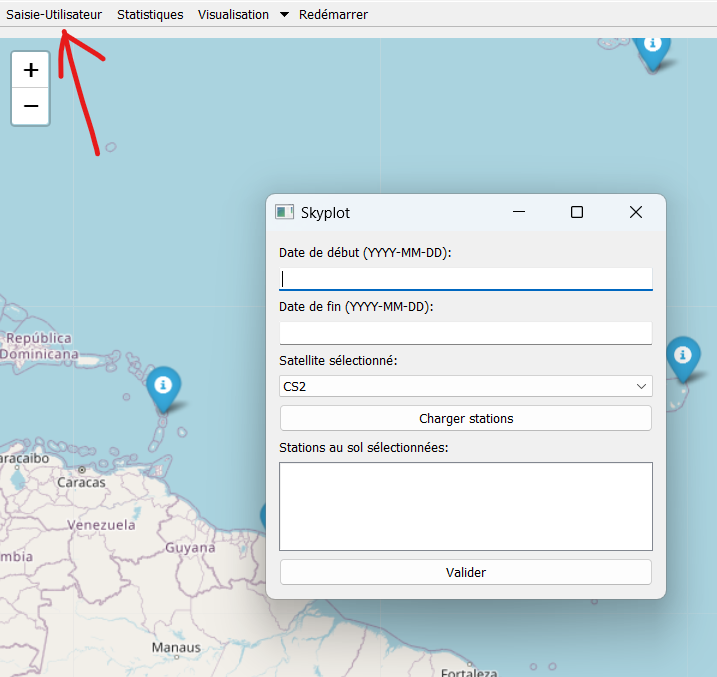 Saisie-Utilisateur Statistiques Visualisation Redémarrer
+
−
Skyplot
Date de début (YYYY-MM-DD):
Date de fin (YYYY-MM-DD):
República
Dominicana
Satellite sélectionné:
CS2
Charger stations
Stations au sol sélectionnées:
aracaibo
Caracas
Venezuela
Guyana
mbia
Valider
Manaus
Fortaleza